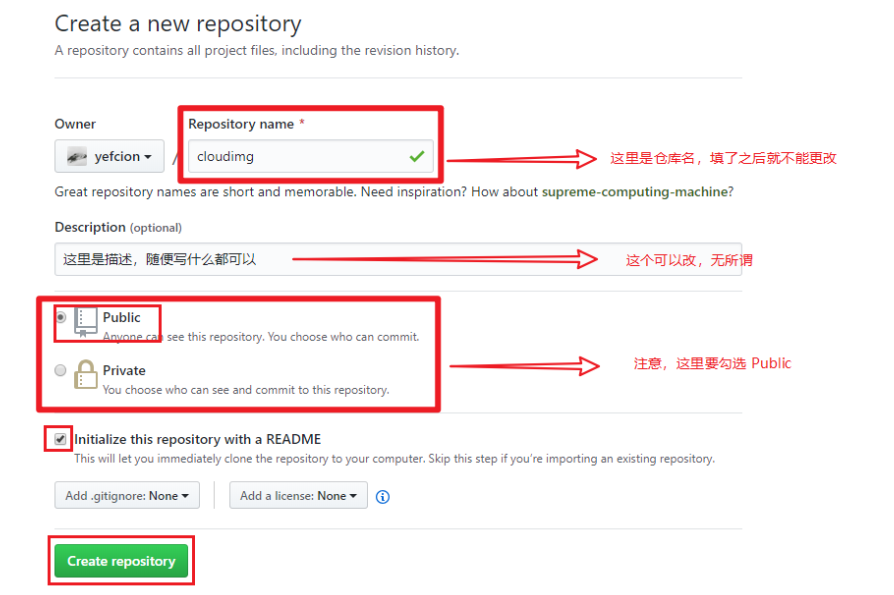 Create a new repository
A repository contains all project files, including the revision history.
Owner
Repository name *
yefcion
/
cloudimg
这里是仓库名，填了之后就不能更改
Great repository names are short and memorable. Need inspiration? How about supreme-computing-machine?
Description (optional)
这里是描述，随便写什么都可以
这个可以改，无所谓
Public
Anyone can see this repository. You choose who can commit.
注意，这里要勾选 Public
Private
You choose who can see and commit to this repository.
Initialize this repository with a README
This will let you immediately clone the repository to your computer. Skip this step if you’re importing an existing repository.
Add .gitignore: None
Add a license: None
Create repository